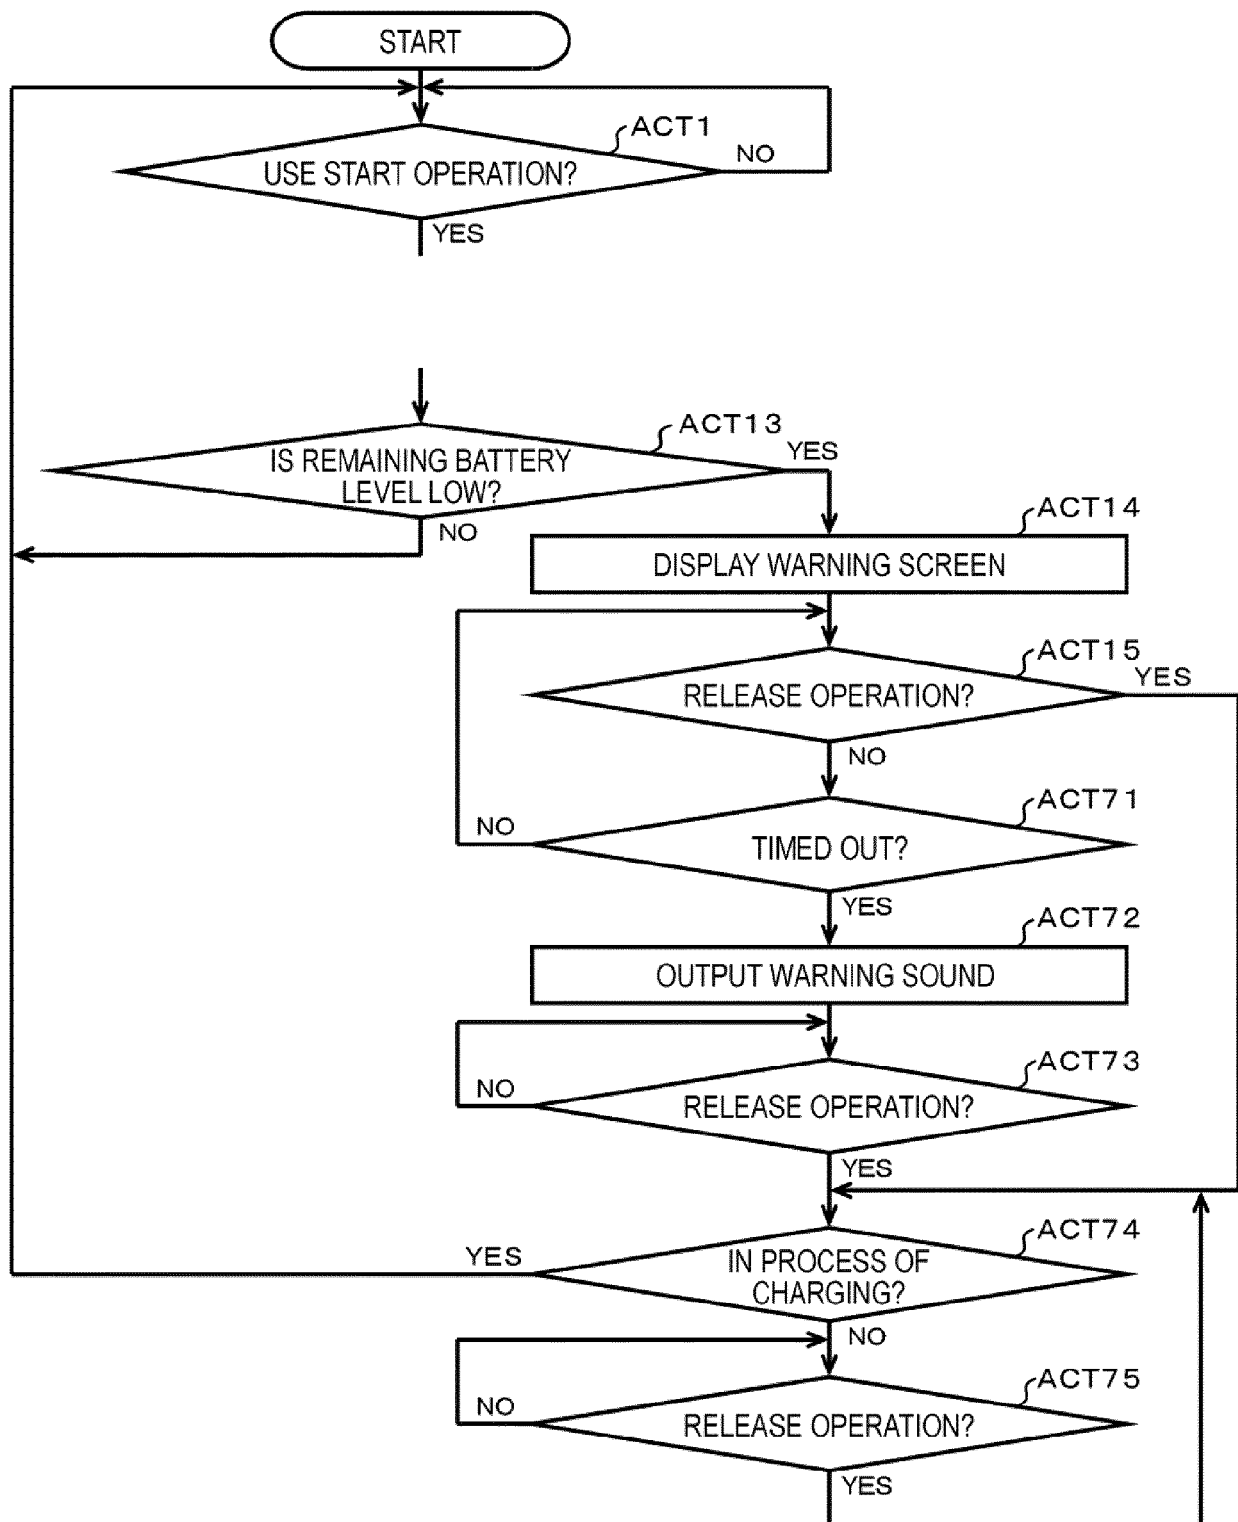 START
ACT1
USE START OPERATION?
NO
YES
ACT13
IS REMAINING BATTERY
LEVEL LOW?
YES
NO
ACT14
DISPLAY WARNING SCREEN
ACT15
RELEASE OPERATION?
YES
NO
ACT71
TIMED OUT?
NO
YES
ACT72
OUTPUT WARNING SOUND
ACT73
RELEASE OPERATION?
NO
YES
ACT74
IN PROCESS OF
CHARGING?
YES
NO
ACT75
RELEASE OPERATION?
NO
YES